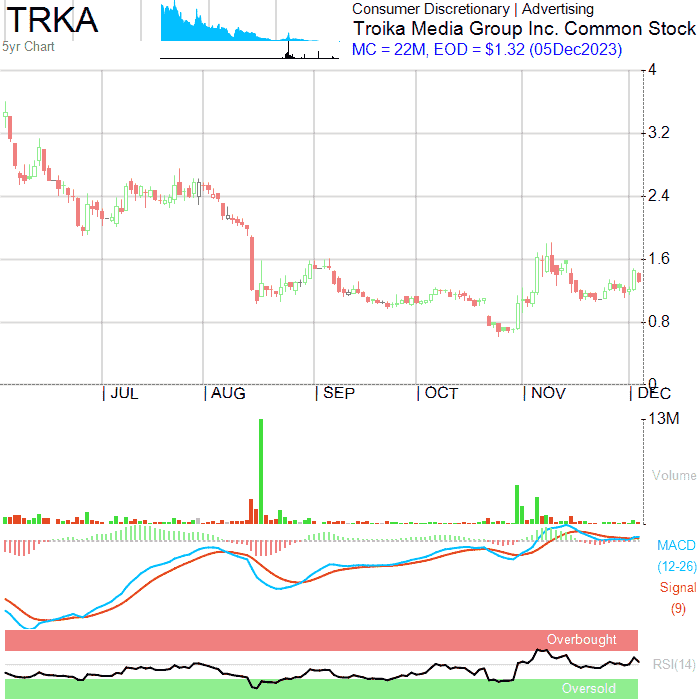 TRKA
5yr Chart
Consumer Discretionary | Advertising
Troika Media Group Inc. Common Stock
MC = 22M, EOD = $1.32 (05Dec2023)
4
3.2
2.4
1.6
0.8
0
| JUL | AUG | SEP | OCT | NOV | DEC
13M
Volume
MACD
(12-26)
Signal
(9)
Overbought
RSI(14)
Oversold